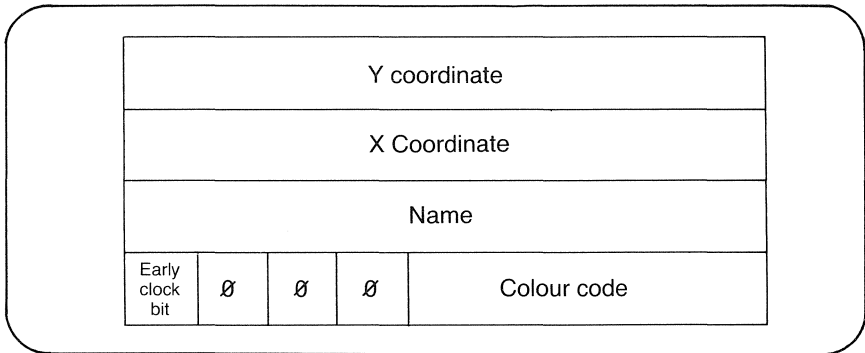 Y coordinate
X Coordinate
Name
Early
clock
bit
Ø
Ø
Ø
Colour code